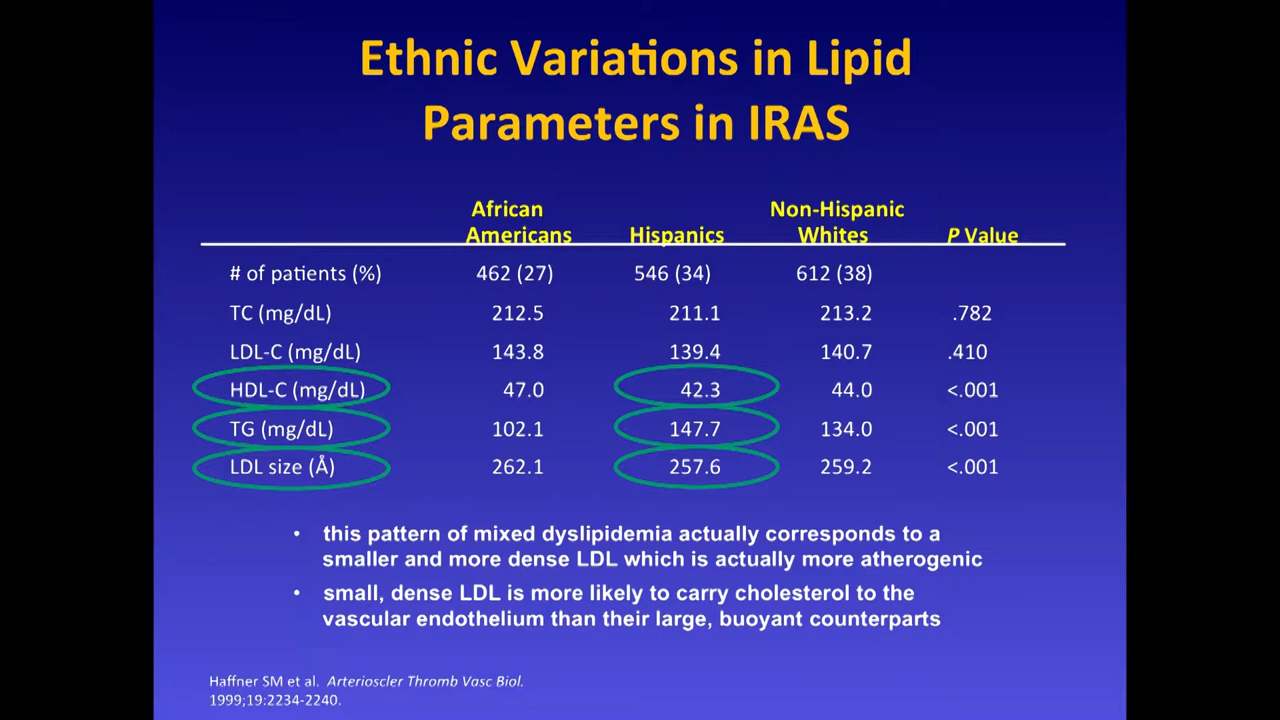 Ethnic Variations in Lipid
Parameters in IRAS
African
Americans
Hispanics
Non-Hispanic
Whites
P Value
# of patients (%) 462 (27) 546 (34) 612 (38)
TC (mg/dL) 212.5 211.1 213.2 .782
LDL-C (mg/dL) 143.8 139.4 140.7 .410
HDL-C (mg/dL) 47.0 42.3 44.0 <.001
TG (mg/dL) 102.1 147.7 134.0 <.001
LDL size (Å) 262.1 257.6 259.2 <.001
• this pattern of mixed dyslipidemia actually corresponds to a
smaller and more dense LDL which is actually more atherogenic
• small, dense LDL is more likely to carry cholesterol to the
vascular endothelium than their large, buoyant counterparts
Haffner SM et al. Arterioscler Thromb Vasc Biol.
1999;19:2234-2240.